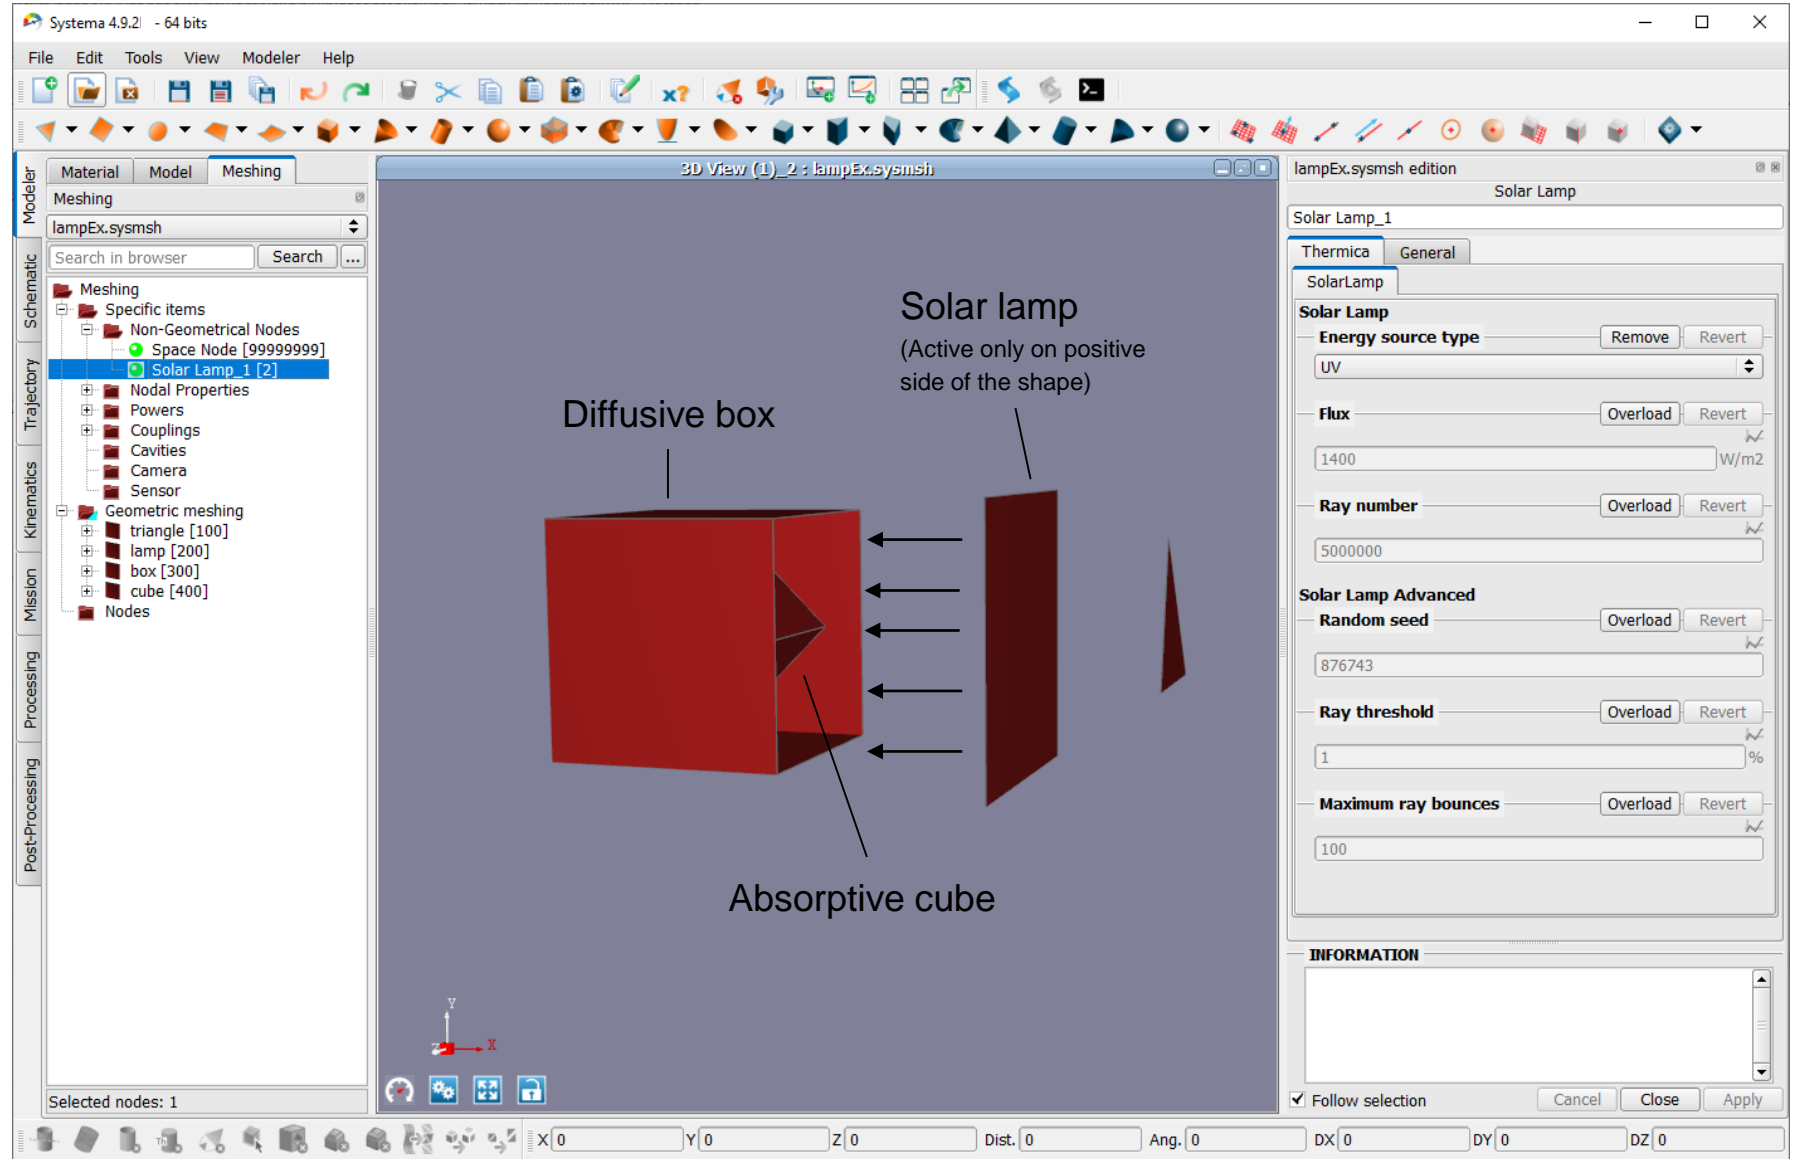 Systema 4.9.2 - 64 bits
File Edit Tools View Modeler Help
Modeler
Schematic
Trajectory
Kinematics
Mission
Processing
Post-Processing
Material Model Meshing
Meshing
lampEx.sysmsh
Search in browser Search ...
Meshing
Specific items
Non-Geometrical Nodes
Space Node [99999999]
Solar Lamp_1 [2]
Nodal Properties
Powers
Couplings
Cavities
Camera
Sensor
Geometric meshing
triangle [100]
lamp [200]
box [300]
cube [400]
Nodes
Selected nodes: 1
3D View (1)_2 : lampEx.sysmsh
Solar lamp
(Active only on positive
side of the shape)
Diffusive box
Absorptive cube
Y
Z X
lampEx.sysmsh edition
Solar Lamp
Solar Lamp_1
Thermica General
SolarLamp
Solar Lamp
Energy source type Remove Revert
UV
Flux Overload Revert
1400 W/m2
Ray number Overload Revert
5000000
Solar Lamp Advanced
Random seed Overload Revert
876743
Ray threshold Overload Revert
1 %
Maximum ray bounces Overload Revert
100
INFORMATION
Follow selection Cancel Close Apply
X 0 Y 0 Z 0 Dist. 0 Ang. 0 DX 0 DY 0 DZ 0